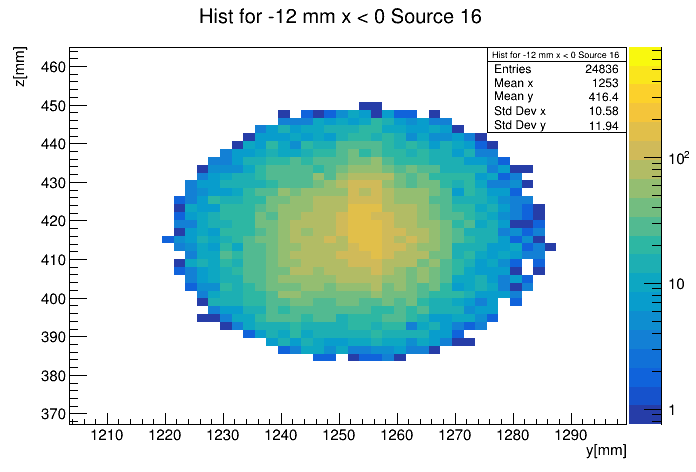 Hist for -12 mm x < 0 Source 16
z[mm]
Hist for -12 mm x < 0 Source 16
Entries 24836
Mean x 1253
Mean y 416.4
Std Dev x 10.58
Std Dev y 11.94
460
450
440
430
420
410
400
390
380
370
10²
10
1
1210 1220 1230 1240 1250 1260 1270 1280 1290
y[mm]